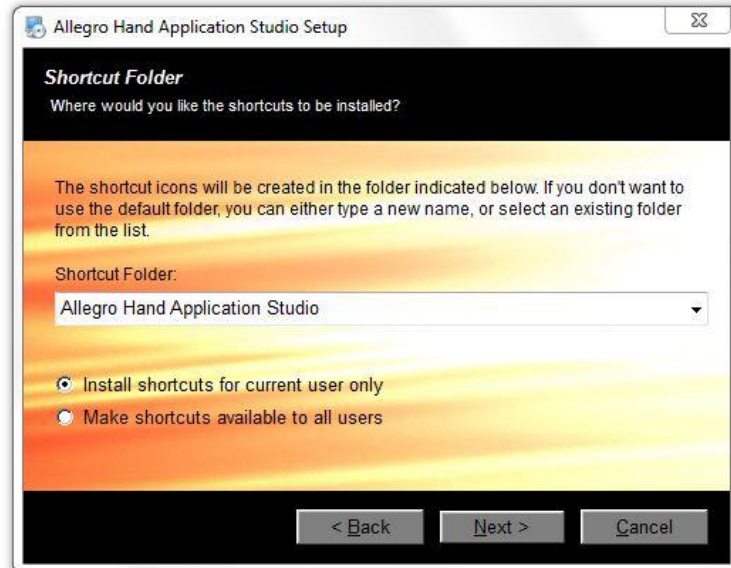 Allegro Hand Application Studio Setup
Shortcut Folder
Where would you like the shortcuts to be installed?
The shortcut icons will be created in the folder indicated below. If you don't want to
use the default folder, you can either type a new name, or select an existing folder
from the list.
Shortcut Folder:
Allegro Hand Application Studio
Install shortcuts for current user only
Make shortcuts available to all users
< Back Next > Cancel